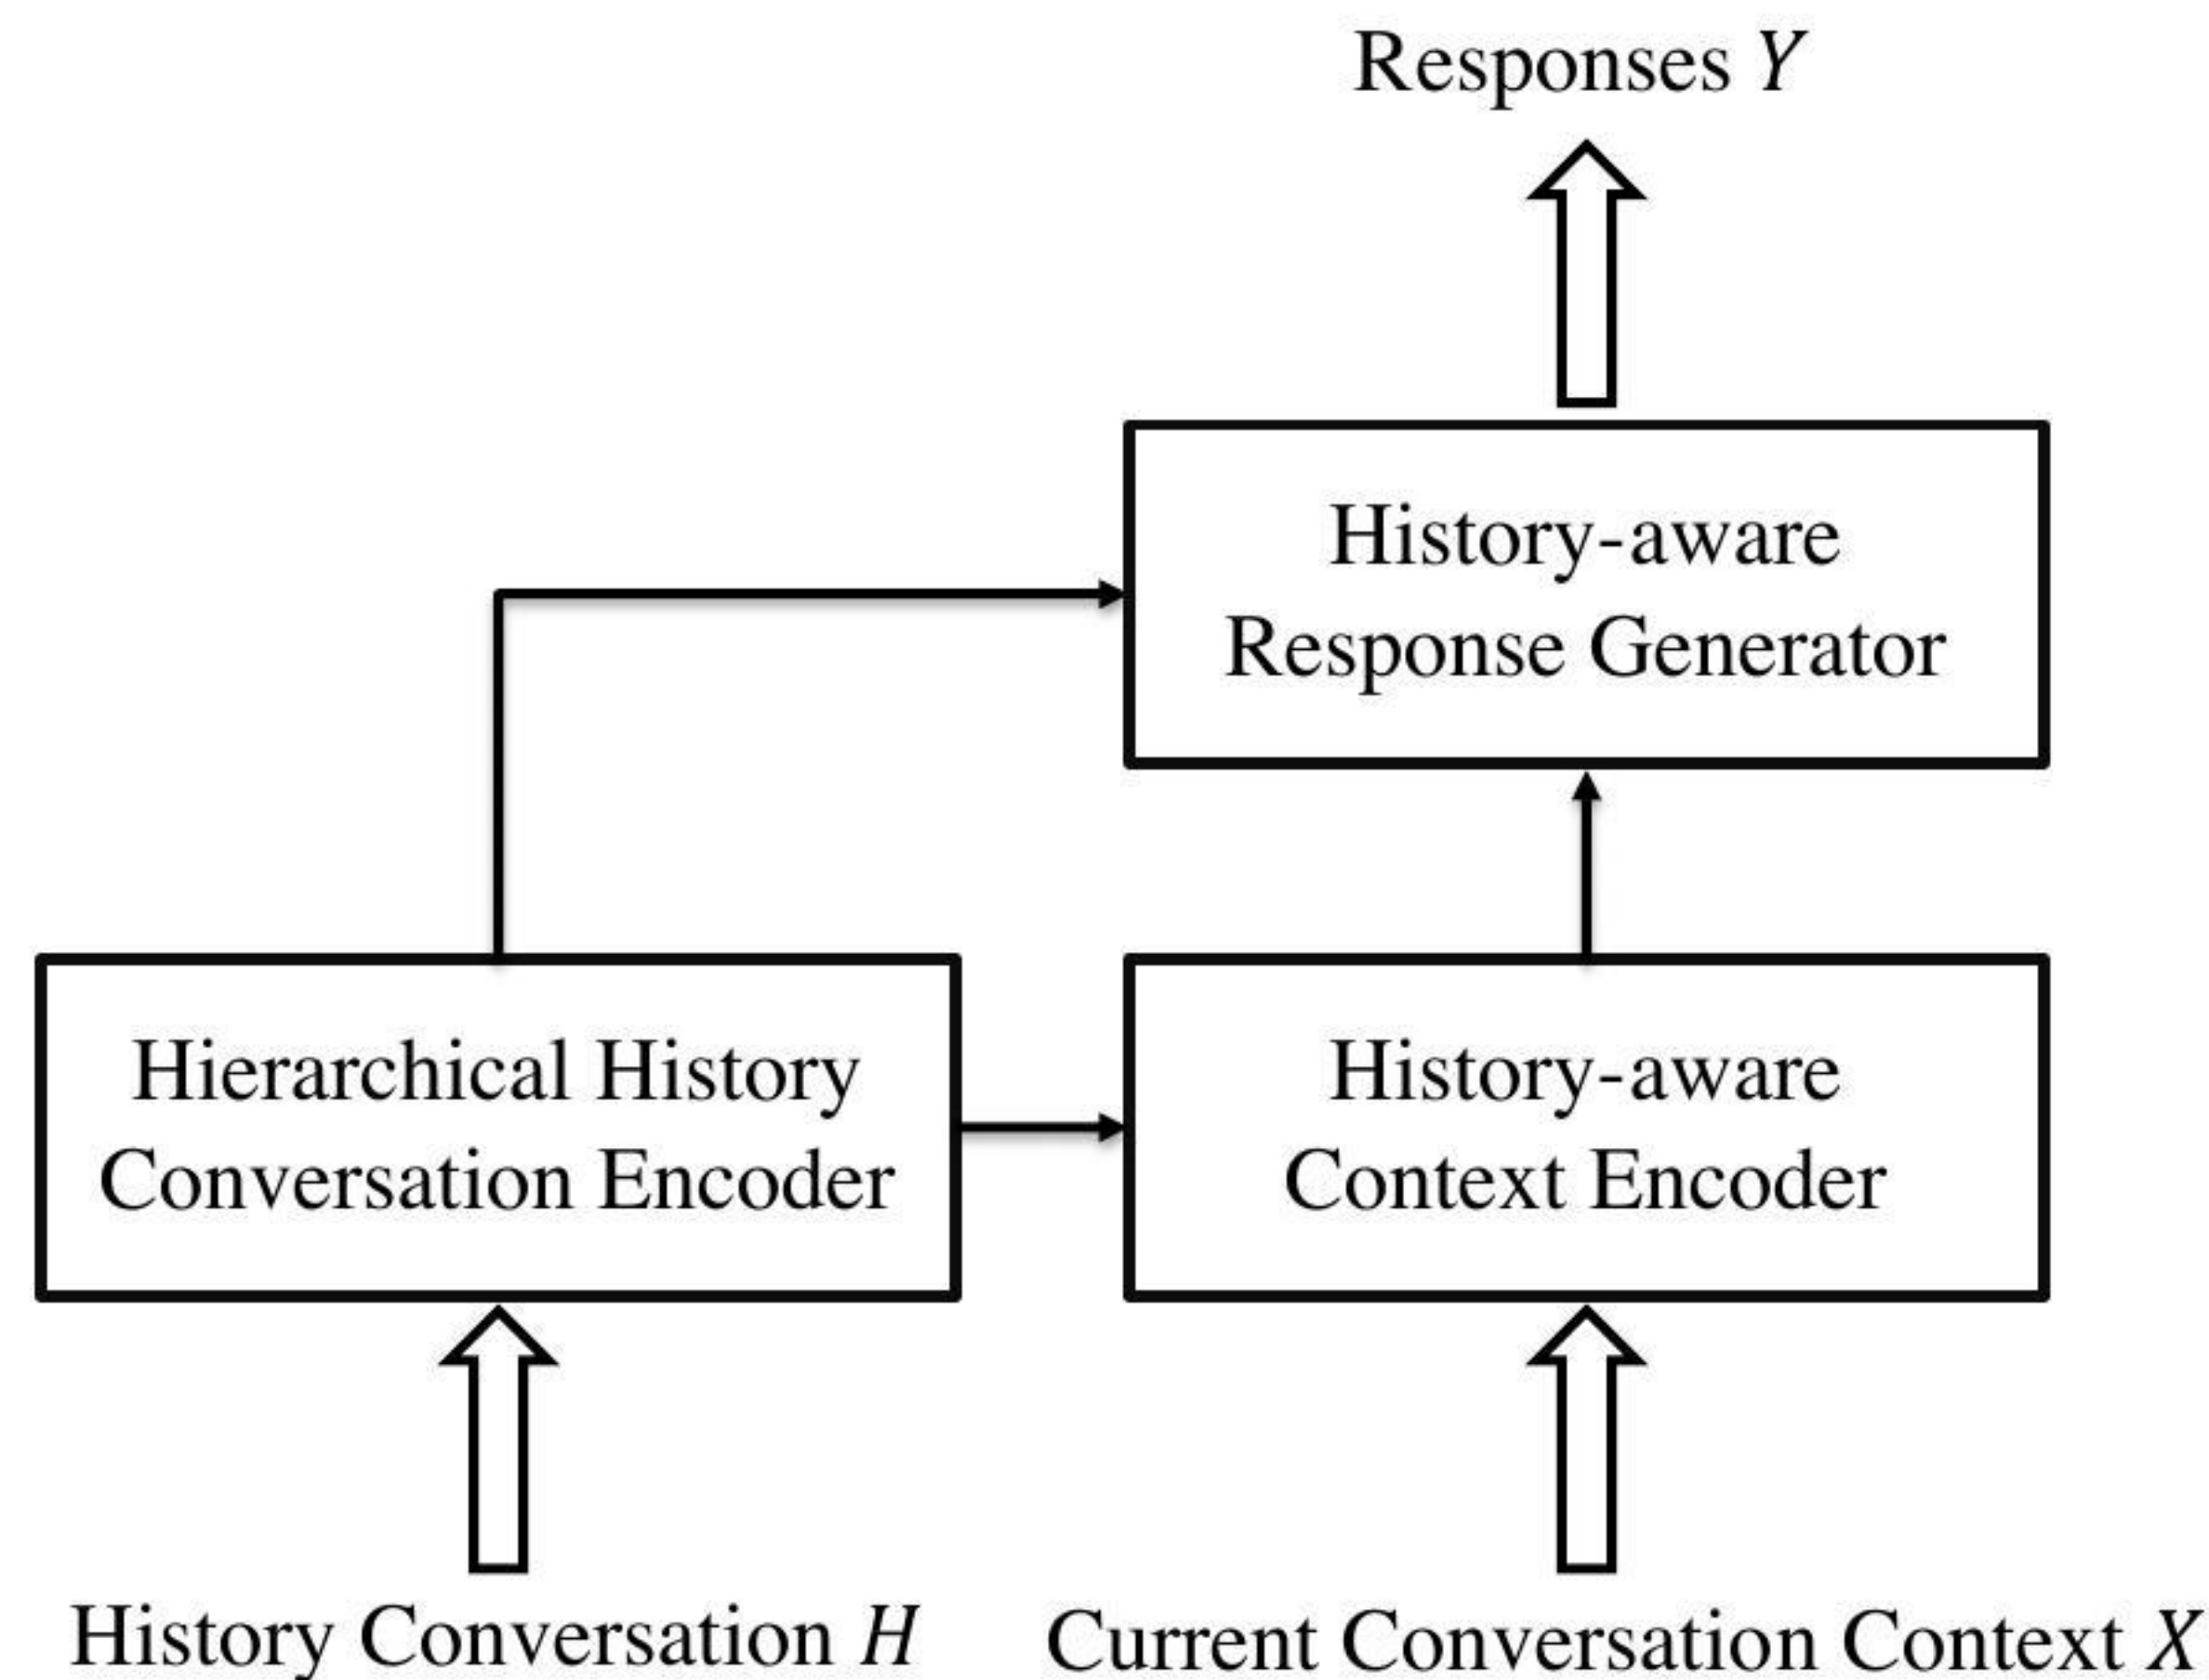 Responses Y
History-aware
Response Generator
Hierarchical History
Conversation Encoder
History-aware
Context Encoder
History Conversation H
Current Conversation Context X